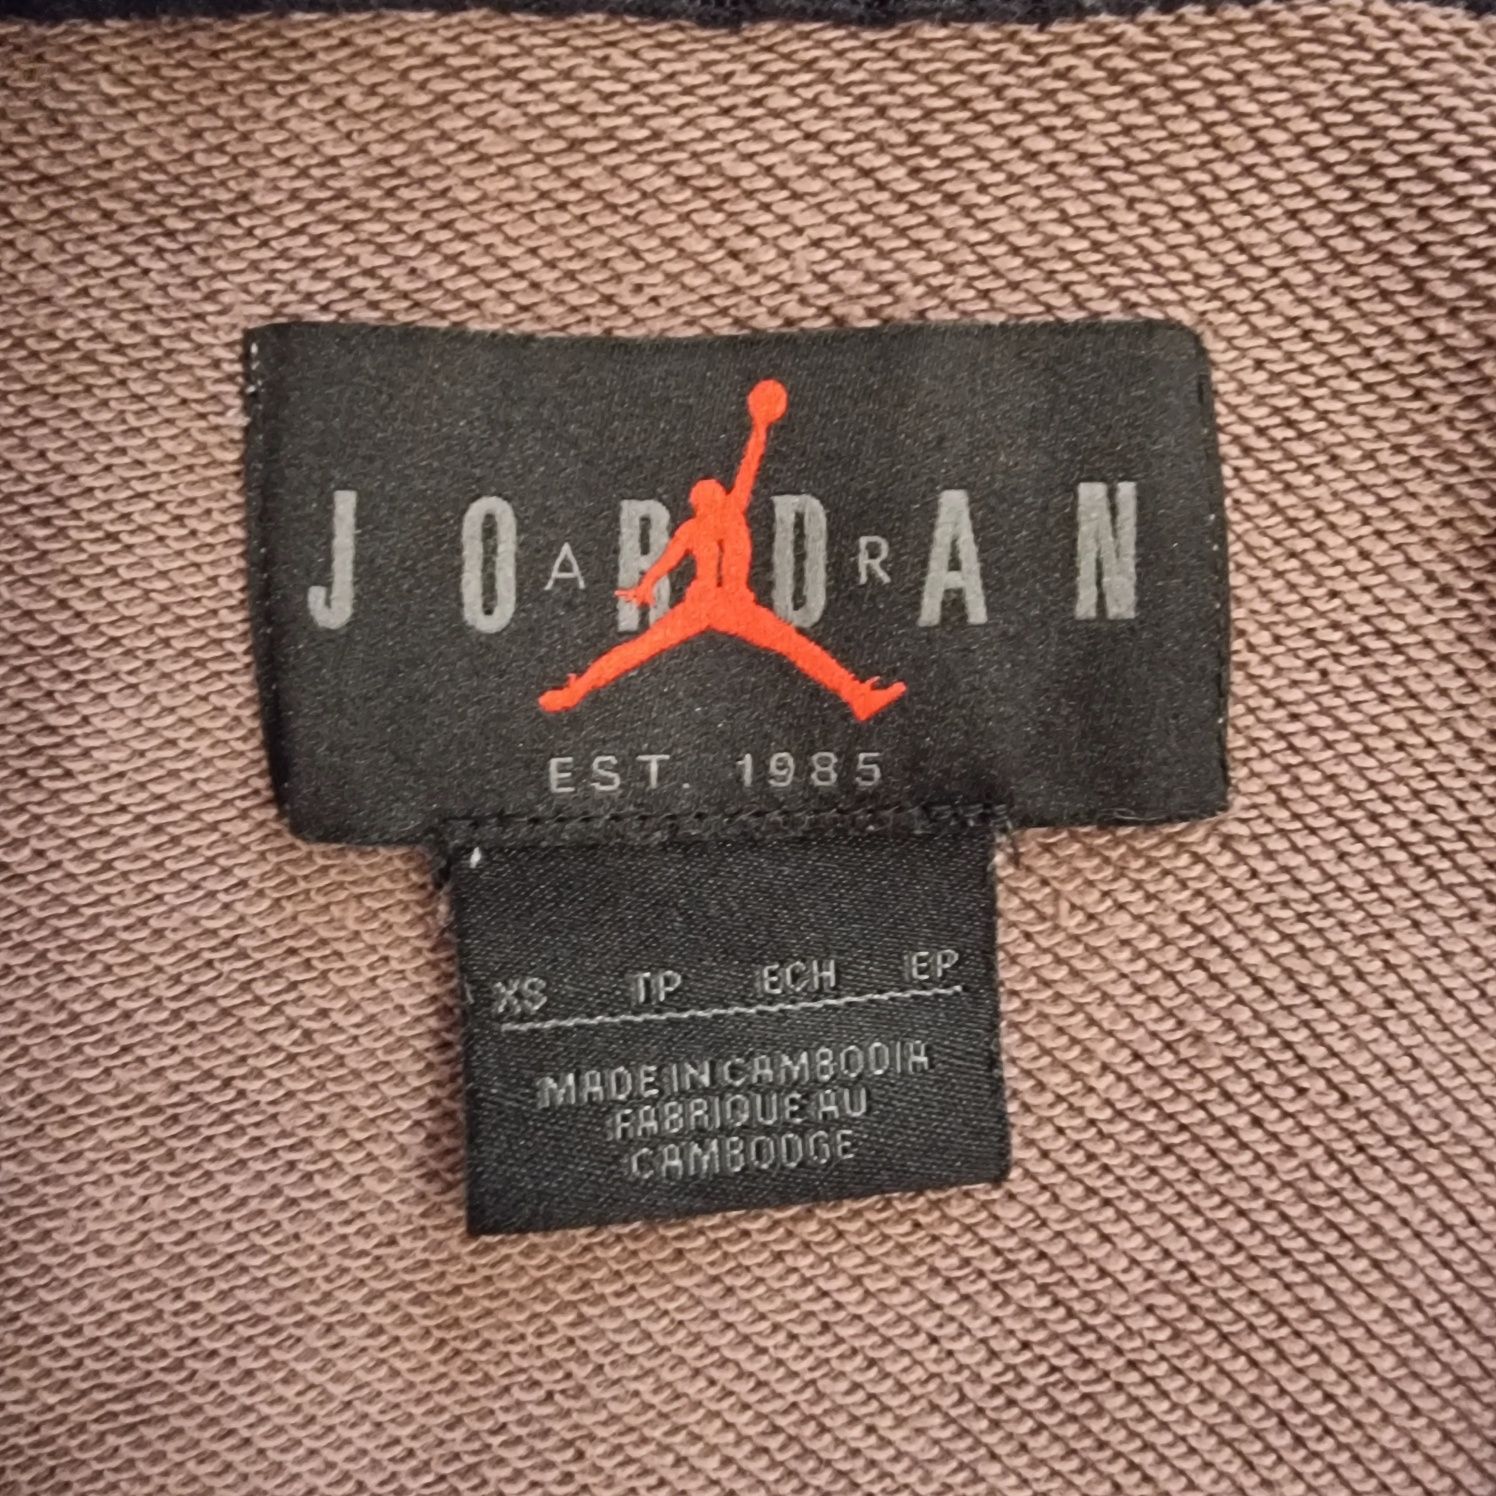 JORDAN
AIR
EST. 1985
XS TP ECH EP
MADE IN CAMBODIA
FABRIQUE AU
CAMBODGE